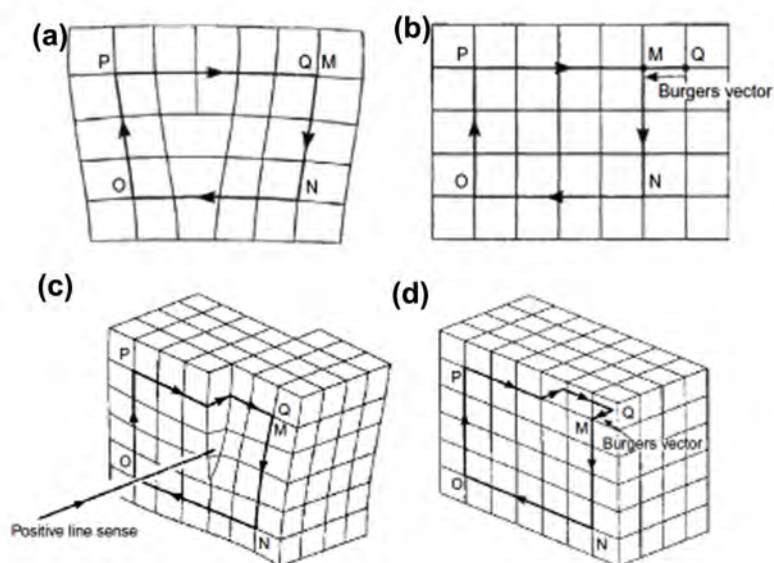 (a)
P
Q M
O
N
(b)
P
M Q
Burgers vector
O
N
(c)
P
Q
M
O
Positive line sense
N
(d)
P
Q
M
Burgers vector
O
N